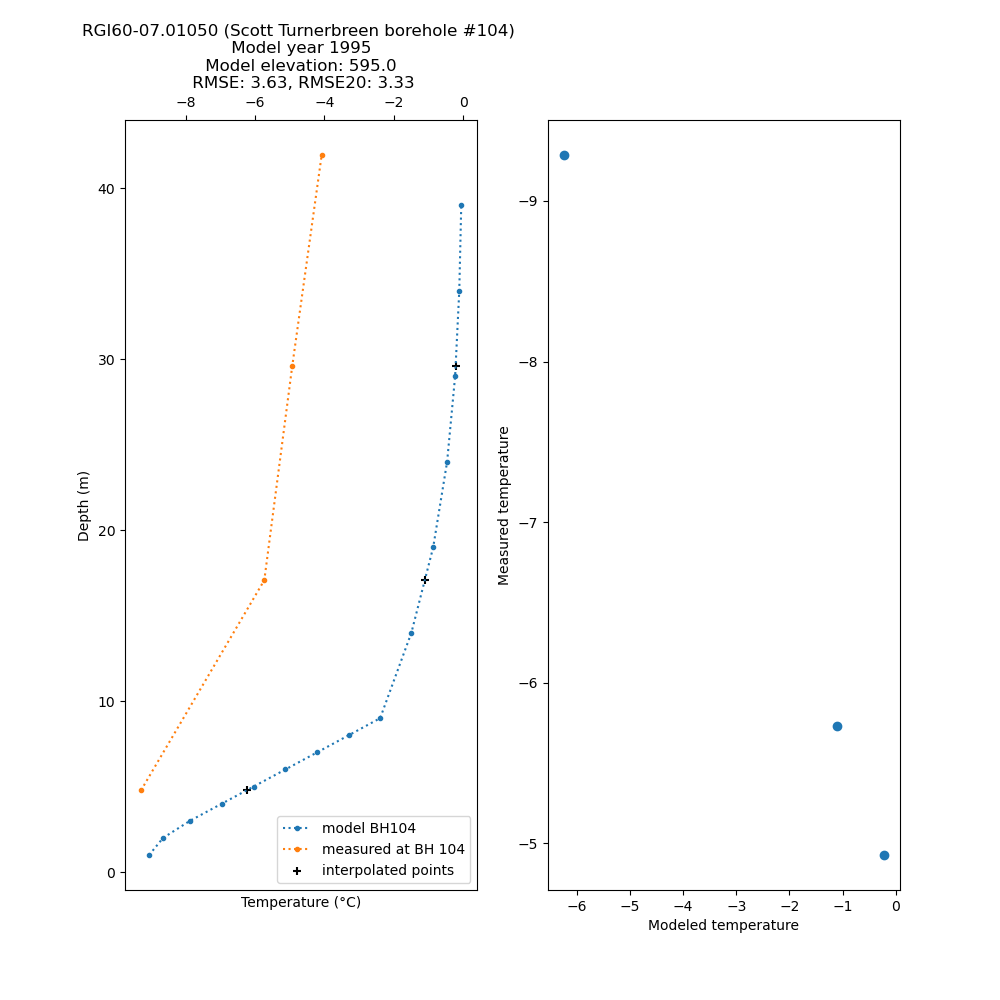 RGI60-07.01050 (Scott Turnerbreen borehole #104)
Model year 1995
Model elevation: 595.0
RMSE: 3.63, RMSE20: 3.33
−8 −6 −4 −2 0
40
30
20
10
0
Depth (m)
Temperature (°C)
model BH104
measured at BH 104
interpolated points
−9
−8
−7
−6
−5
Measured temperature
−6 −5 −4 −3 −2 −1 0
Modeled temperature